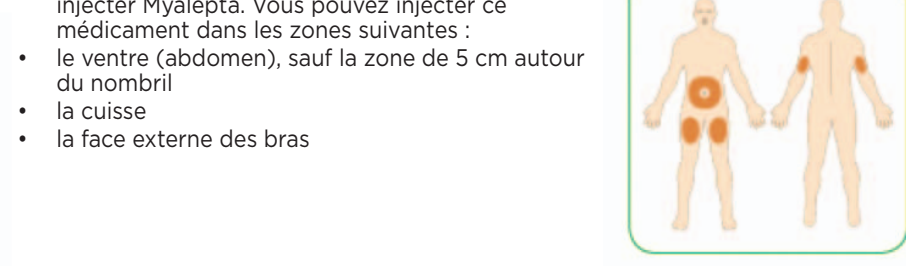 injecter Myalepta. Vous pouvez injecter ce
médicament dans les zones suivantes :
• le ventre (abdomen), sauf la zone de 5 cm autour
du nombril
• la cuisse
• la face externe des bras